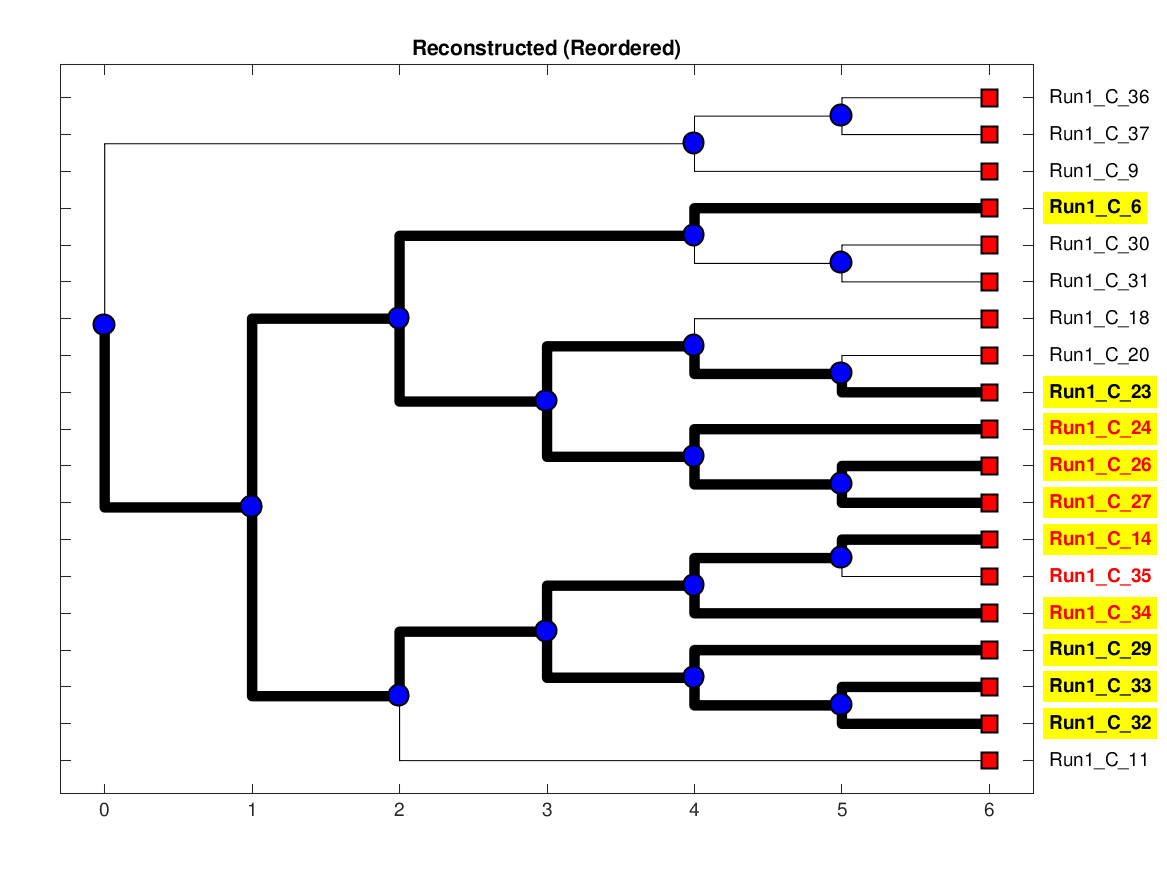 Reconstructed (Reordered)
Run1_C_36
Run1_C_37
Run1_C_9
Run1_C_6
Run1_C_30
Run1_C_31
Run1_C_18
Run1_C_20
Run1_C_23
Run1_C_24
Run1_C_26
Run1_C_27
Run1_C_14
Run1_C_35
Run1_C_34
Run1_C_29
Run1_C_33
Run1_C_32
Run1_C_11
0 1 2 3 4 5 6